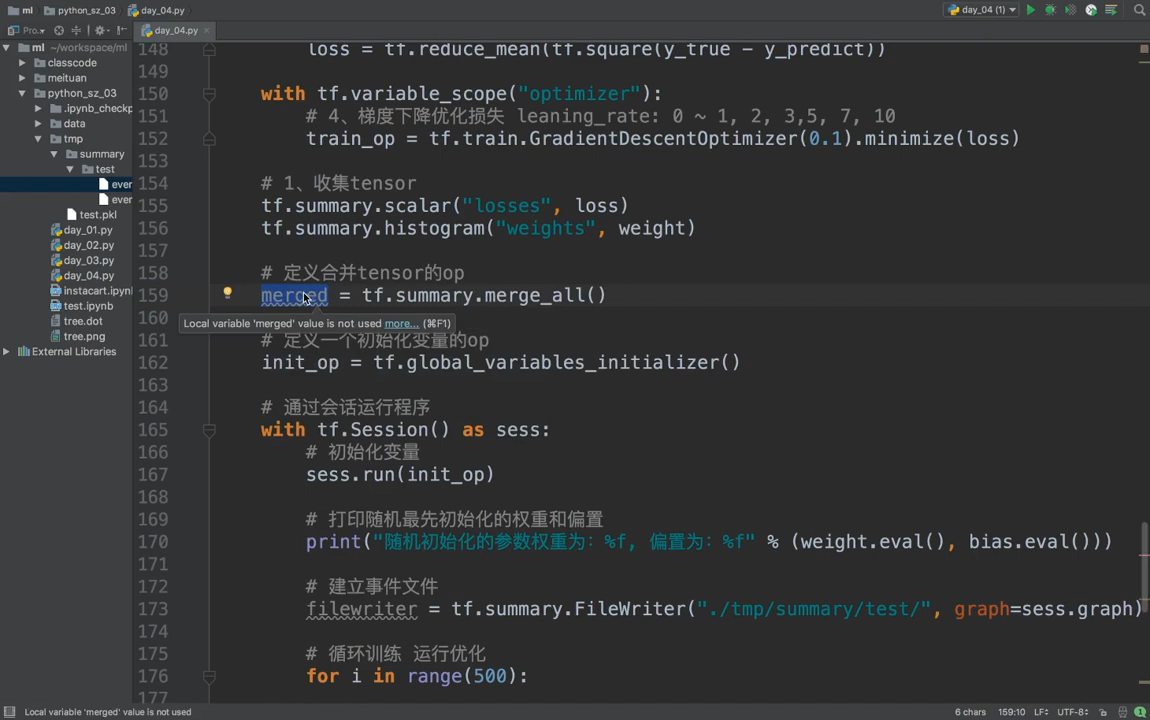 ml python_sz_03 day_04.py
day_04 (1)
Pro..
day_04.py
ml ~/workspace/ml
classcode
meituan
python_sz_03
.ipynb_checkp
data
tmp
summary
test
ever
ever
test.pkl
day_01.py
day_02.py
day_03.py
day_04.py
instacart.ipynl
test.ipynb
tree.dot
tree.png
External Libraries
148 loss = tf.reduce_mean(tf.square(y_true - y_predict))
149
150 with tf.variable_scope("optimizer"):
151 # 4、梯度下降优化损失 leaning_rate: 0 ~ 1, 2, 3,5, 7, 10
152 train_op = tf.train.GradientDescentOptimizer(0.1).minimize(loss)
153
154 # 1、收集tensor
155 tf.summary.scalar("losses", loss)
156 tf.summary.histogram("weights", weight)
157
158 # 定义合并tensor的op
159 merged = tf.summary.merge_all()
160
Local variable 'merged' value is not used more... (⌘F1)
161 # 定义一个初始化变量的op
162 init_op = tf.global_variables_initializer()
163
164 # 通过会话运行程序
165 with tf.Session() as sess:
166 # 初始化变量
167 sess.run(init_op)
168
169 # 打印随机最先初始化的权重和偏置
170 print("随机初始化的参数权重为：%f, 偏置为：%f" % (weight.eval(), bias.eval()))
171
172 # 建立事件文件
173 filewriter = tf.summary.FileWriter("./tmp/summary/test/", graph=sess.graph)
174
175 # 循环训练 运行优化
176 for i in range(500):
177
Local variable 'merged' value is not used
6 chars 159:10 LF÷ UTF-8÷ 1